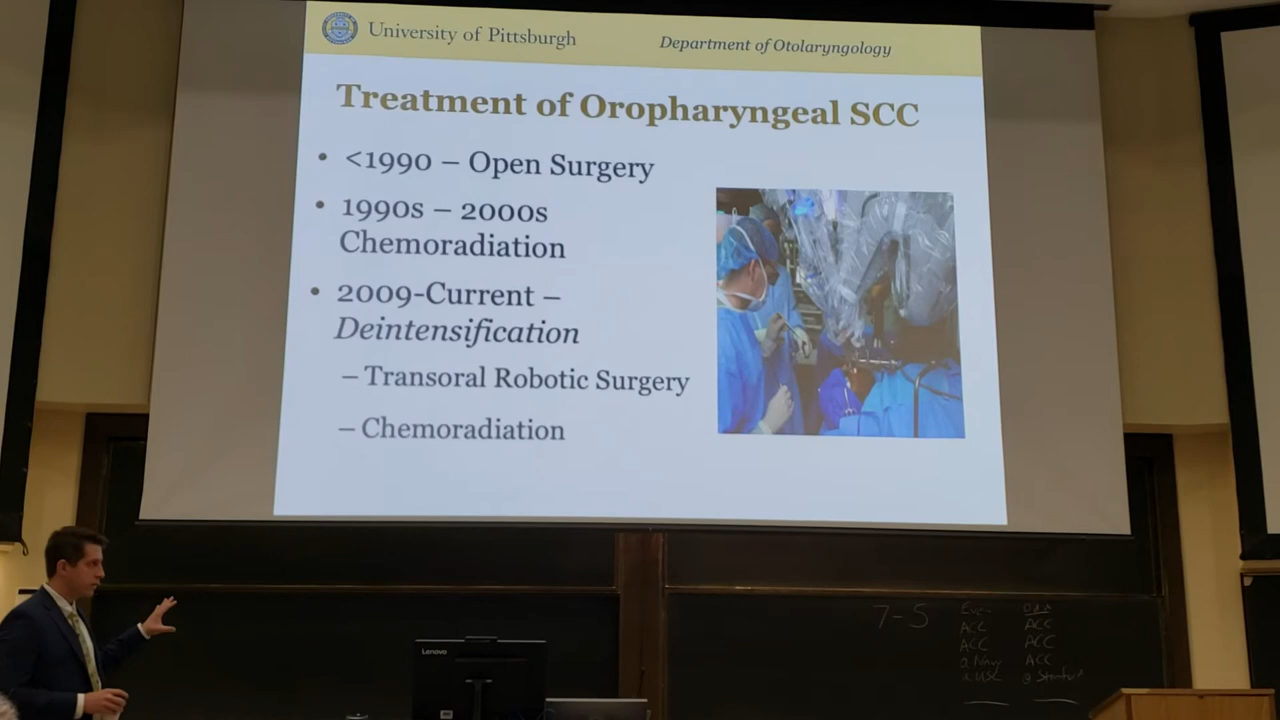 University of Pittsburgh
Department of Otolaryngology
Treatment of Oropharyngeal SCC
• <1990 – Open Surgery
• 1990s – 2000s
Chemoradiation
• 2009-Current –
Deintensification
– Transoral Robotic Surgery
– Chemoradiation
Lenovo
7-5
ACC ACC
ACC ACC
@ Navy ACC